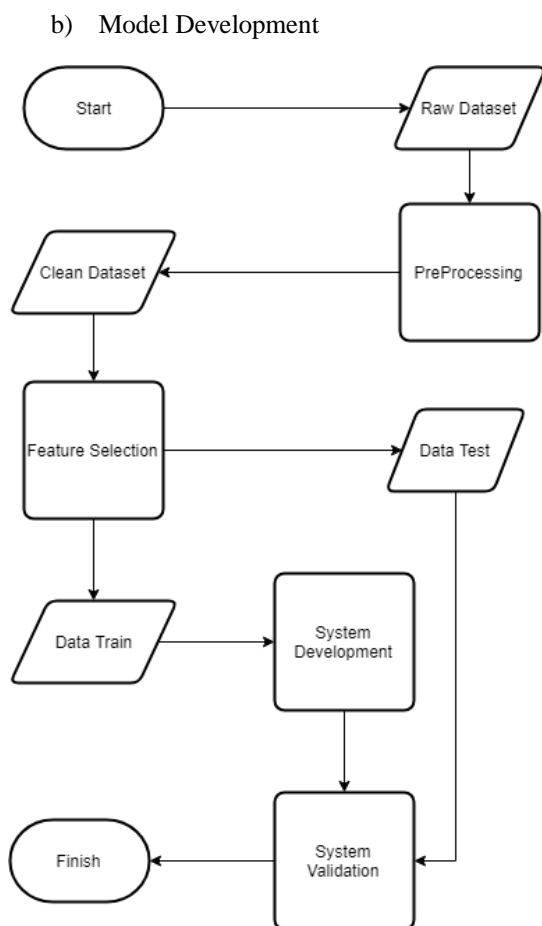 b) Model Development
Start
Raw Dataset
PreProcessing
Clean Dataset
Feature Selection
Data Test
Data Train
System
Development
System
Validation
Finish